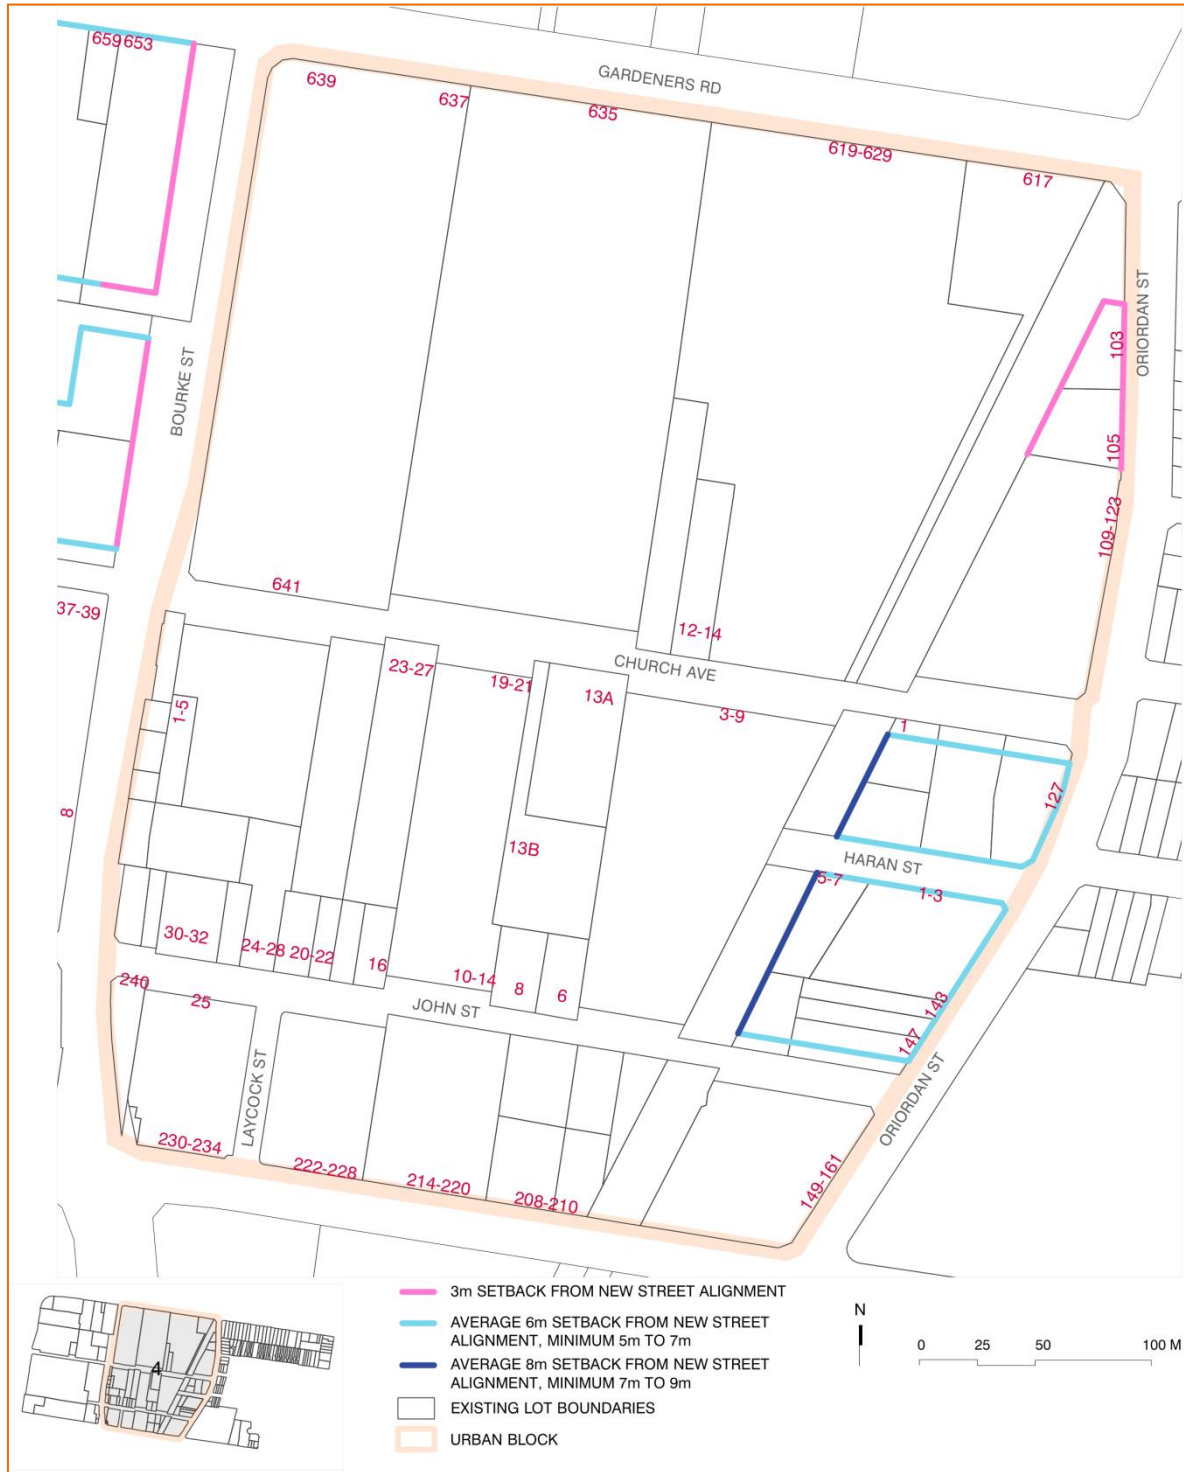 659 653
GARDENERS RD
639
637
635
619-629
617
ORIORDAN ST
103
BOURKE ST
105
109-123
641
37-39
12-14
CHURCH AVE
23-27
19-21
13A
1-5
3-9
1
127
8
13B
HARAN ST
5-7
1-3
30-32
24-28
20-22
16
10-14
8
6
240
25
JOHN ST
143
147
LAYCOCK ST
ORIORDAN ST
230-234
222-228
214-220
208-210
149-161
3m SETBACK FROM NEW STREET ALIGNMENT
AVERAGE 6m SETBACK FROM NEW STREET
ALIGNMENT, MINIMUM 5m TO 7m
AVERAGE 8m SETBACK FROM NEW STREET
ALIGNMENT, MINIMUM 7m TO 9m
EXISTING LOT BOUNDARIES
URBAN BLOCK
N
0 25 50 100 M
4